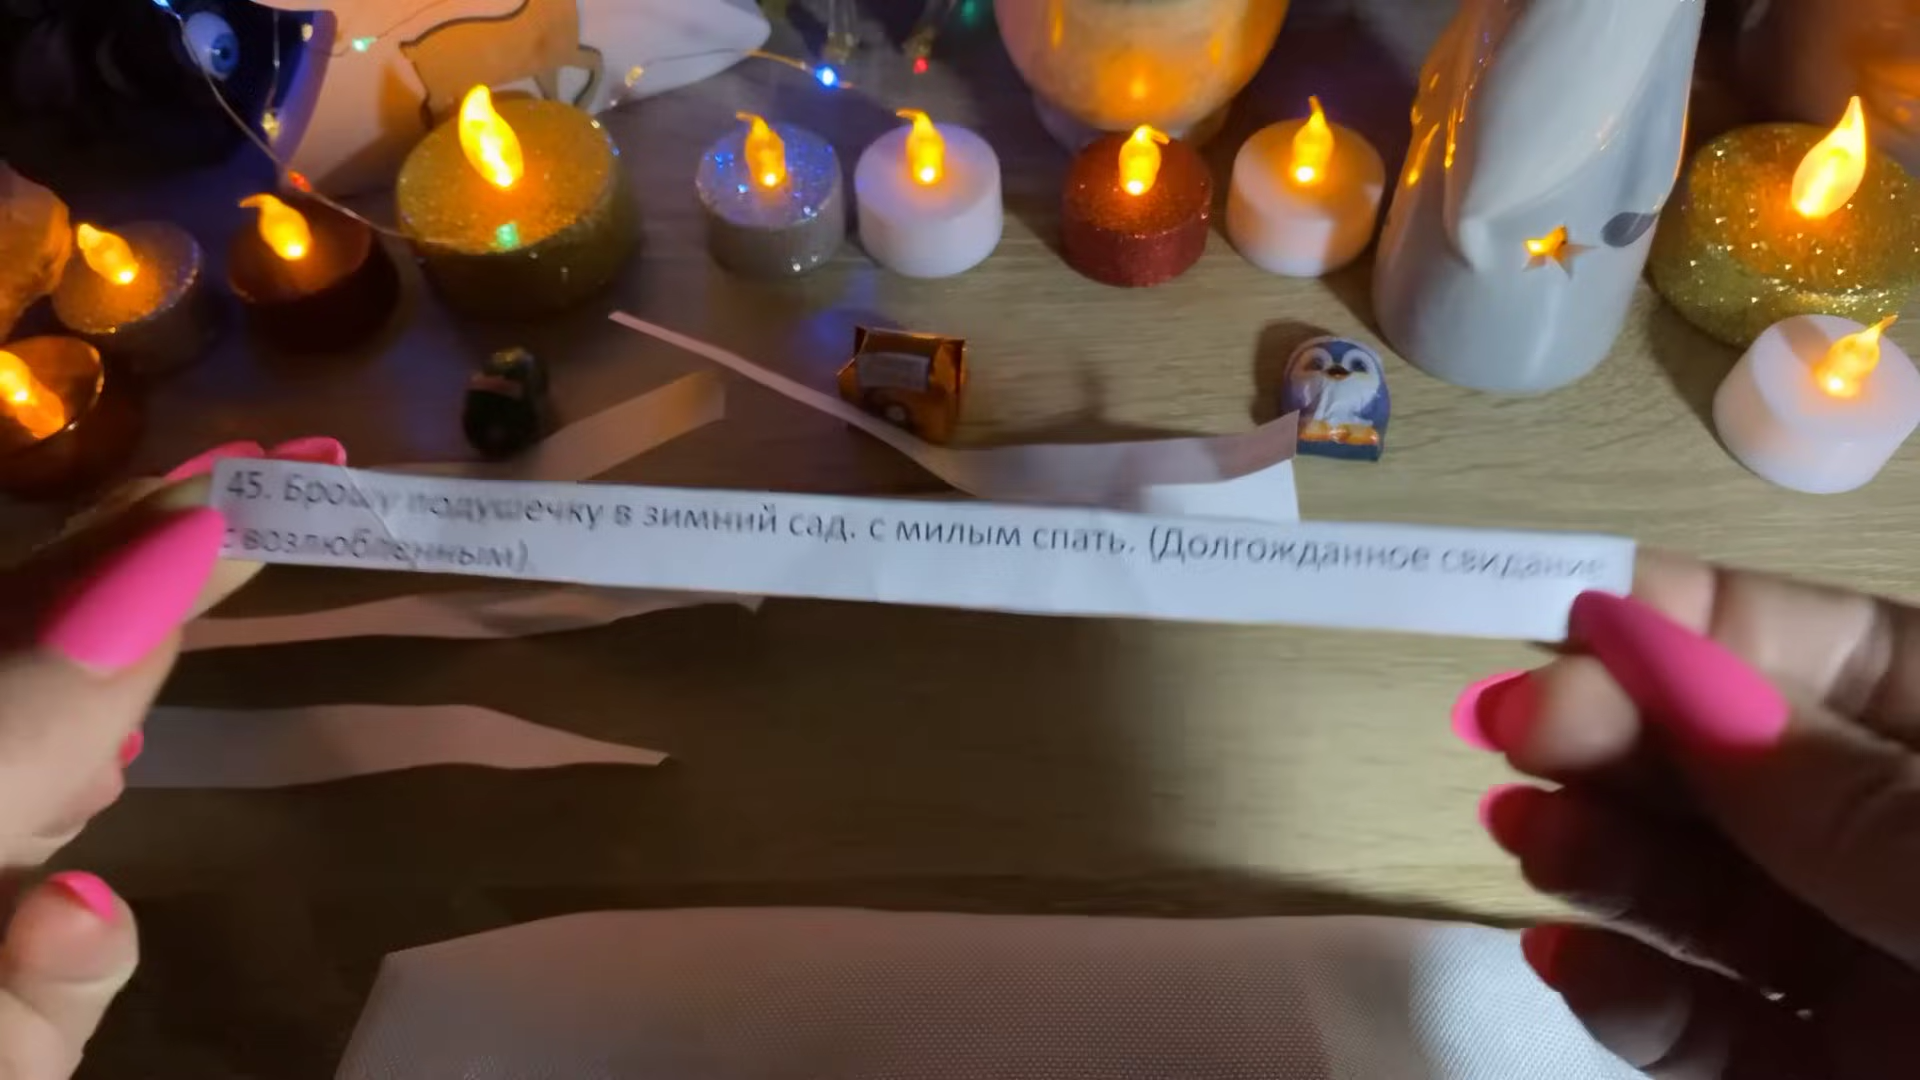 45. Брошу подушечку в зимний сад. с милым спать. (Долгожданное свидание
с возлюбленным)